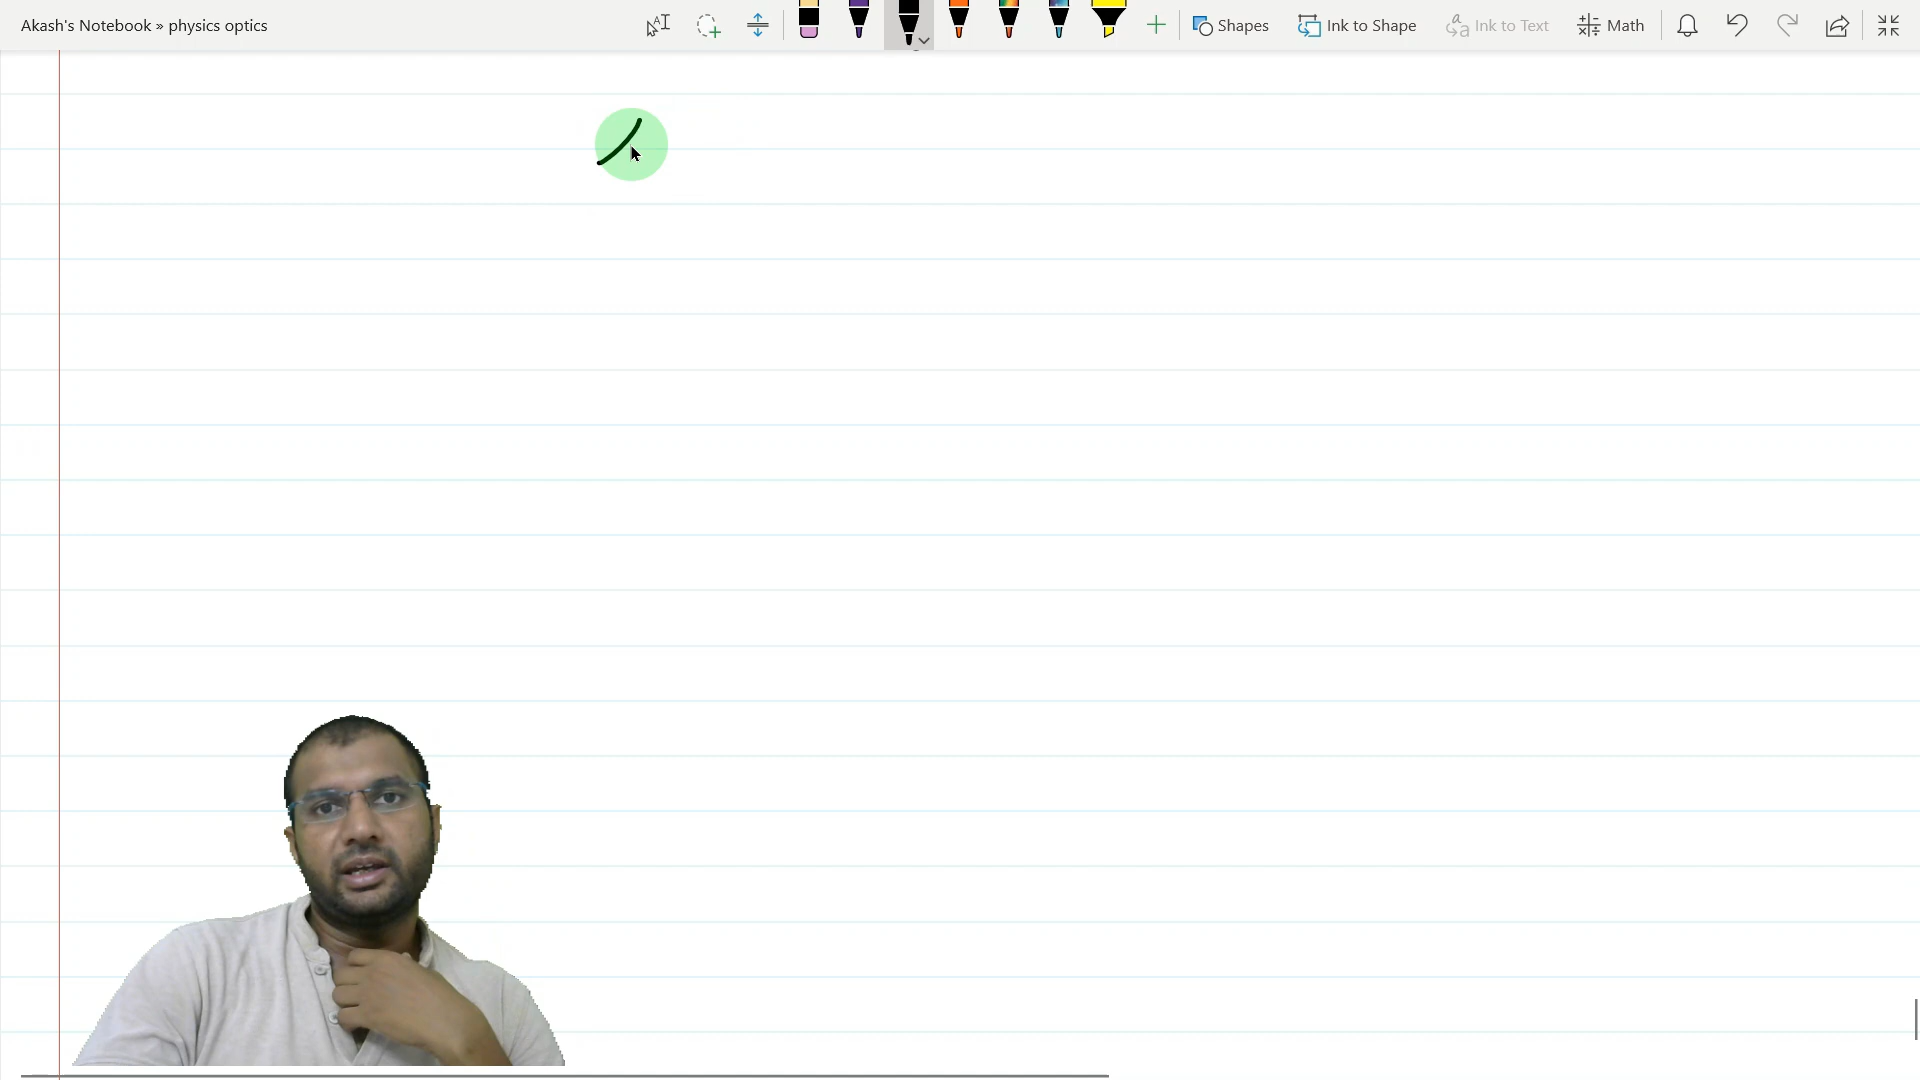 Akash's Notebook » physics optics
Shapes
Ink to Shape
Ink to Text
Math